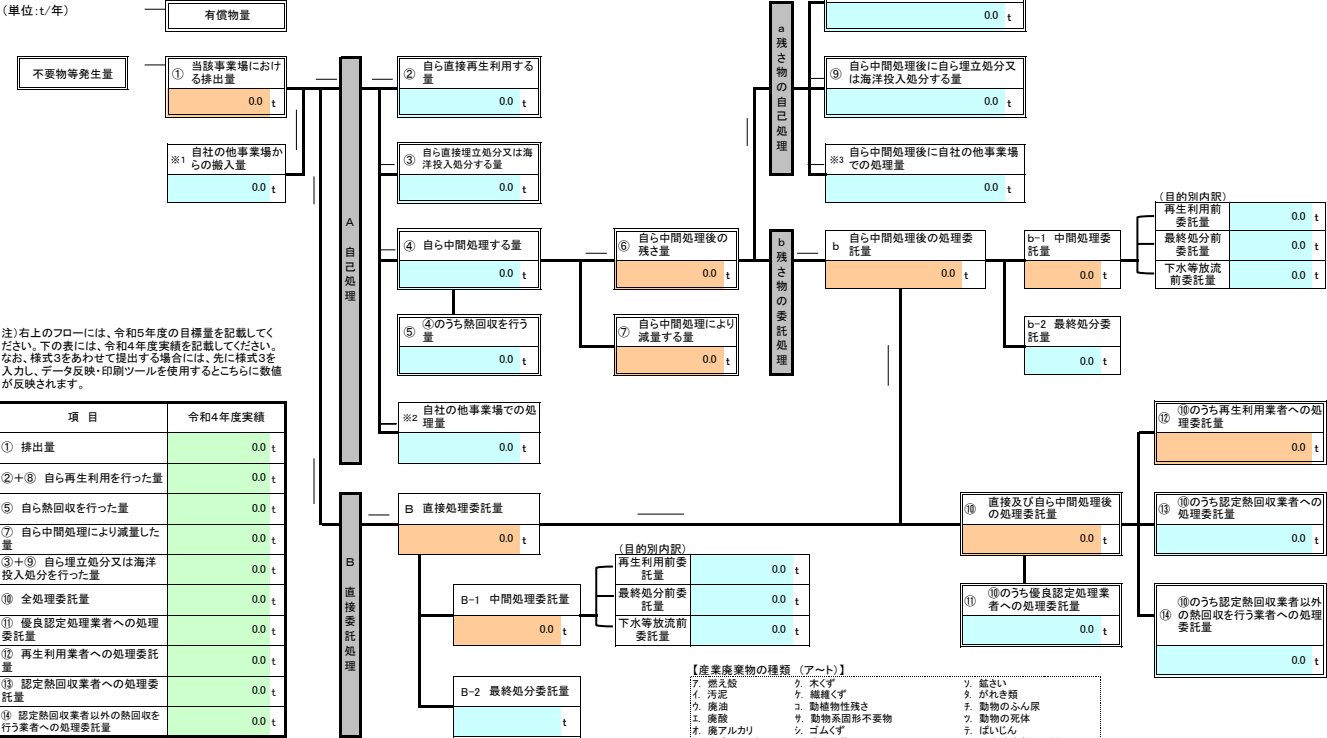 (単位:t/年)
有償物量
不要物等発生量
① 当該事業場におけ
る排出量
0.0 t
※1 自社の他事業場か
らの搬入量
0.0 t
A 自己処理
② 自ら直接再生利用する
量
0.0 t
③ 自ら直接埋立処分又は海
洋投入処分する量
0.0 t
④ 自ら中間処理する量
0.0 t
⑤ ④のうち熱回収を行う
量
0.0 t
※2 自社の他事業場での処
理量
0.0 t
⑥ 自ら中間処理後の
残さ量
0.0 t
⑦ 自ら中間処理により
減量する量
0.0 t
a 残さ物の自己処理
0.0 t
⑨ 自ら中間処理後に自ら埋立処分又
は海洋投入処分する量
0.0 t
※3 自ら中間処理後に自社の他事業場
での処理量
0.0 t
b 残さ物の委託処理
b 自ら中間処理後の処理委
託量
0.0 t
b-1 中間処理委
託量
0.0 t
b-2 最終処分委
託量
0.0 t
(目的別内訳)
再生利用前
委託量
0.0 t
最終処分前
委託量
0.0 t
下水等放流
前委託量
0.0 t
注)右上のフローには、令和5年度の目標量を記載してく
ださい。下の表には、令和4年度実績を記載してください。
なお、様式3をあわせて提出する場合には、先に様式3を
入力し、データ反映・印刷ツールを使用するとこちらに数値
が反映されます。
項 目 令和4年度実績
① 排出量 0.0 t
②+⑧ 自ら再生利用を行った量 0.0 t
⑤ 自ら熱回収を行った量 0.0 t
⑦ 自ら中間処理により減量した
量 0.0 t
③+⑨ 自ら埋立処分又は海洋
投入処分を行った量 0.0 t
⑩ 全処理委託量 0.0 t
⑪ 優良認定処理業者への処理
委託量 0.0 t
⑫ 再生利用業者への処理委託
量 0.0 t
⑬ 認定熱回収業者への処理委
託量 0.0 t
⑭ 認定熱回収業者以外の熱回収を
行う業者への処理委託量 0.0 t
B 直接委託処理
B 直接処理委託量
0.0 t
B-1 中間処理委託量
0.0 t
B-2 最終処分委託量
t
(目的別内訳)
再生利用前委
託量
0.0 t
最終処分前委
託量
0.0 t
下水等放流前
委託量
0.0 t
⑩ 直接及び自ら中間処理後
の処理委託量
0.0 t
⑪ ⑩のうち優良認定処理業
者への処理委託量
0.0 t
⑫ ⑩のうち再生利用業者への処
理委託量
0.0 t
⑬ ⑩のうち認定熱回収業者への
処理委託量
0.0 t
⑭ ⑩のうち認定熱回収業者以外
の熱回収を行う業者への処理
委託量
0.0 t
【産業廃棄物の種類 (ア~ト)】
ア. 燃え殻 ク. 木くず ソ. 鉱さい
イ. 汚泥 ケ. 繊維くず タ. がれき類
ウ. 廃油 コ. 動植物性残さ チ. 動物のふん尿
エ. 廃酸 サ. 動物系固形不要物 ツ. 動物の死体
オ. 廃アルカリ シ. ゴムくず テ. ばいじん